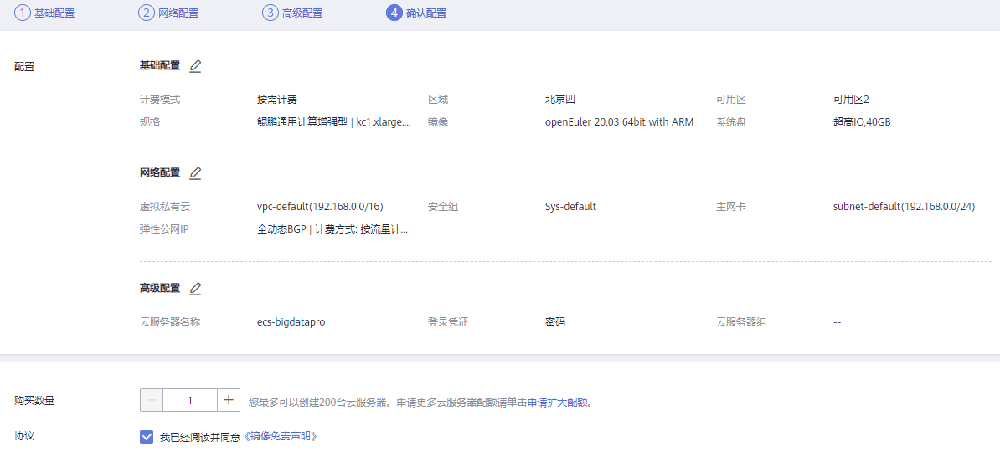 1 基础配置 2 网络配置 3 高级配置 4 确认配置
配置 基础配置
计费模式 按需计费 区域 北京四 可用区 可用区2
规格 鲲鹏通用计算增强型 | kc1.xlarge.... 镜像 openEuler 20.03 64bit with ARM 系统盘 超高IO,40GB
网络配置
虚拟私有云 vpc-default(192.168.0.0/16) 安全组 Sys-default 主网卡 subnet-default(192.168.0.0/24)
弹性公网IP 全动态BGP | 计费方式: 按流量计...
高级配置
云服务器名称 ecs-bigdatapro 登录凭证 密码 云服务器组 --
购买数量 — 1 + 您最多可以创建200台云服务器。申请更多云服务器配额请单击申请扩大配额。
协议 我已经阅读并同意《镜像免责声明》